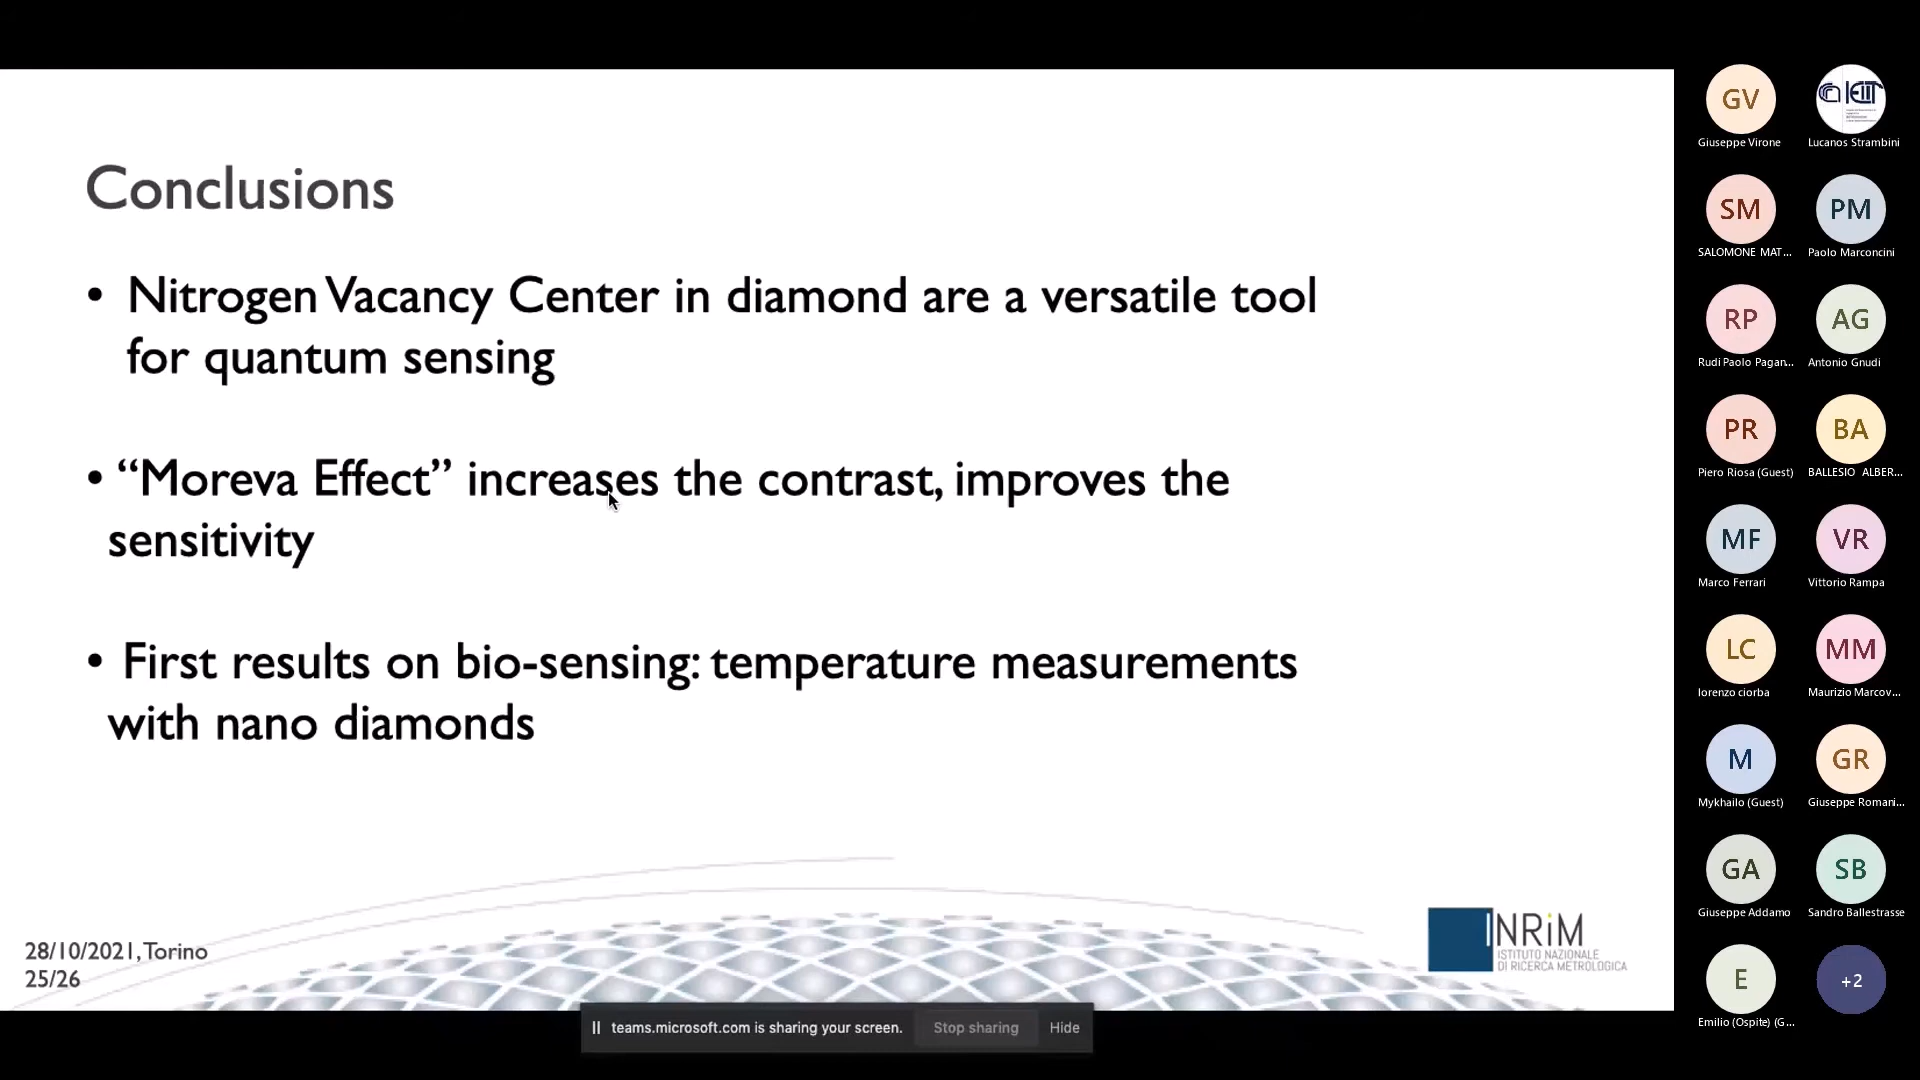 Conclusions
• Nitrogen Vacancy Center in diamond are a versatile tool
for quantum sensing
• “Moreva Effect” increases the contrast, improves the
sensitivity
• First results on bio-sensing: temperature measurements
with nano diamonds
28/10/2021, Torino
25/26
INRiM
ISTITUTO NAZIONALE
DI RICERCA METROLOGICA
teams.microsoft.com is sharing your screen.
Stop sharing
Hide
GV
Giuseppe Virone
IEIIT
Lucanos Strambini
SM
SALOMONE MAT...
PM
Paolo Marconcini
RP
Rudi Paolo Pagan...
AG
Antonio Gnudi
PR
Piero Riosa (Guest)
BA
BALLESIO ALBER...
MF
Marco Ferrari
VR
Vittorio Rampa
LC
lorenzo ciorba
MM
Maurizio Marcov...
M
Mykhailo (Guest)
GR
Giuseppe Romani...
GA
Giuseppe Addamo
SB
Sandro Ballestrasse
E
Emilio (Ospite) (G...
+2